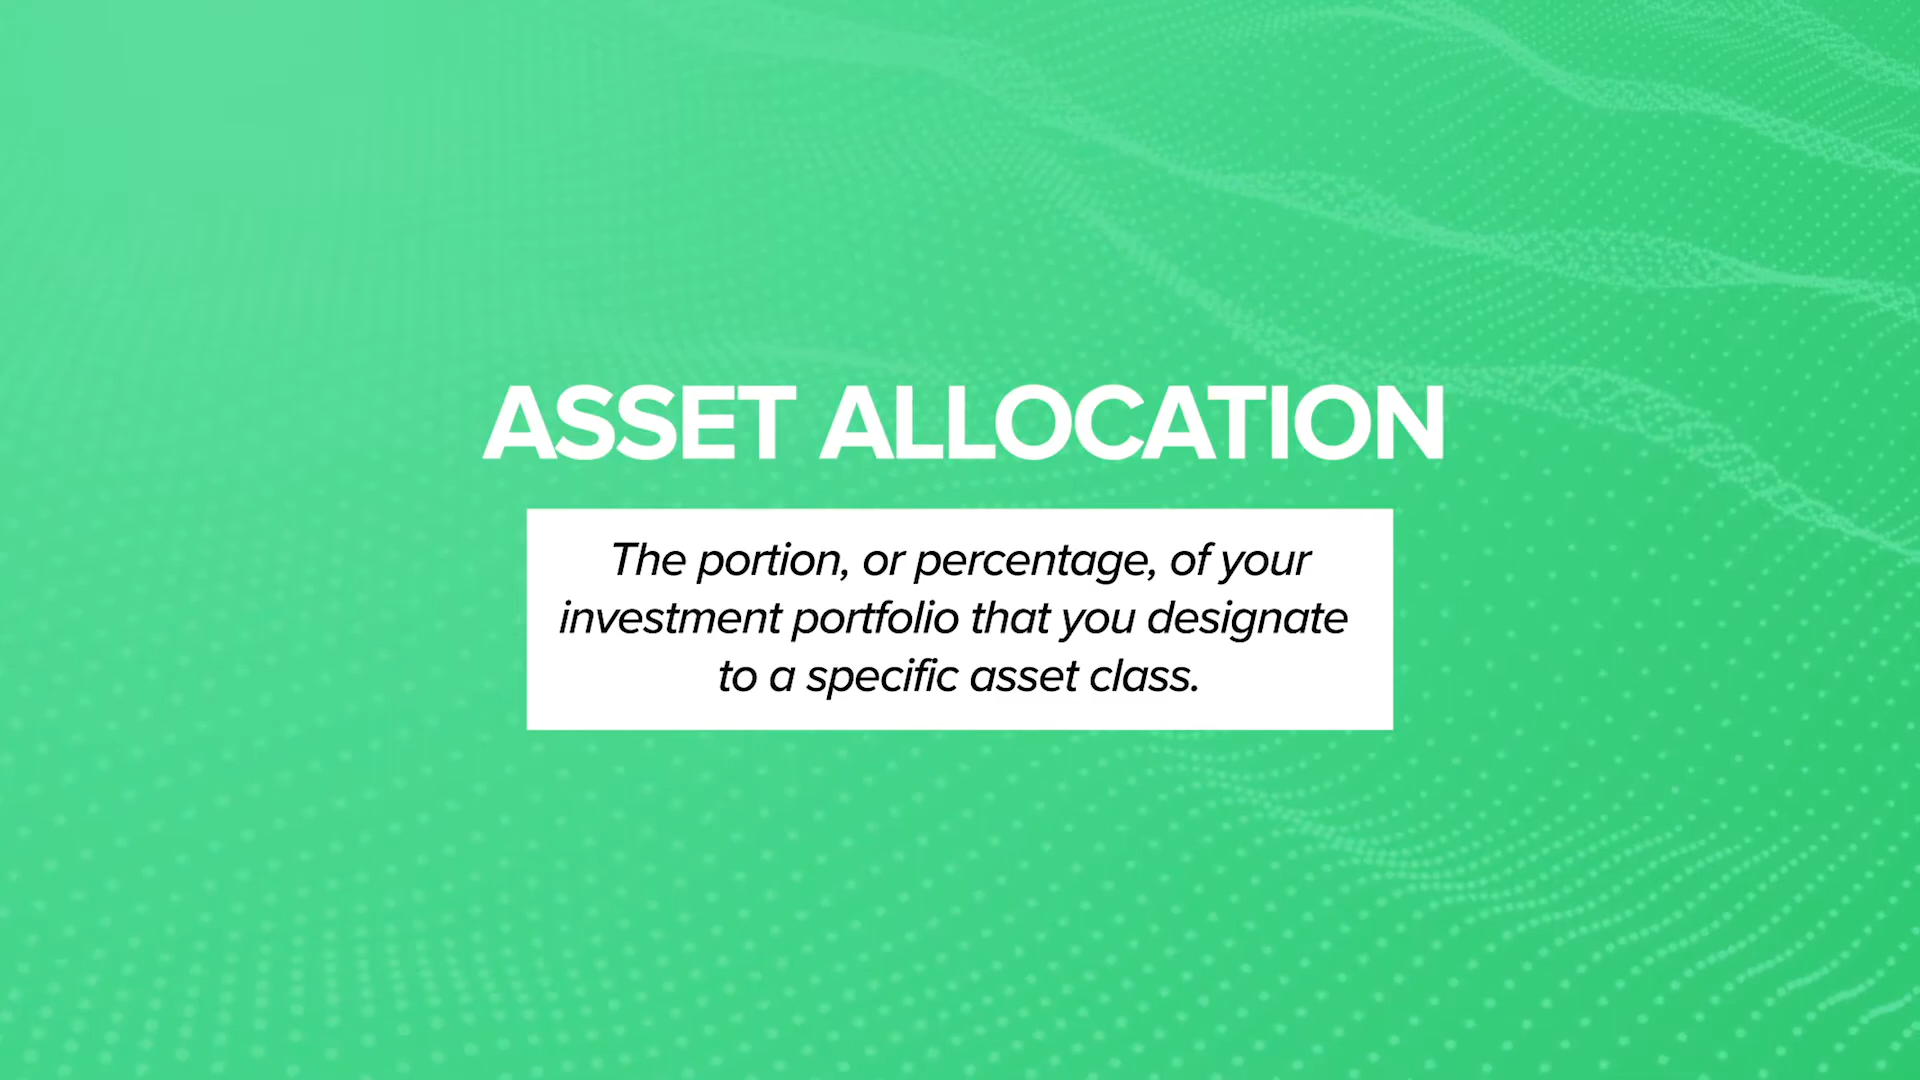 ASSET ALLOCATION
The portion, or percentage, of your
investment portfolio that you designate
to a specific asset class.